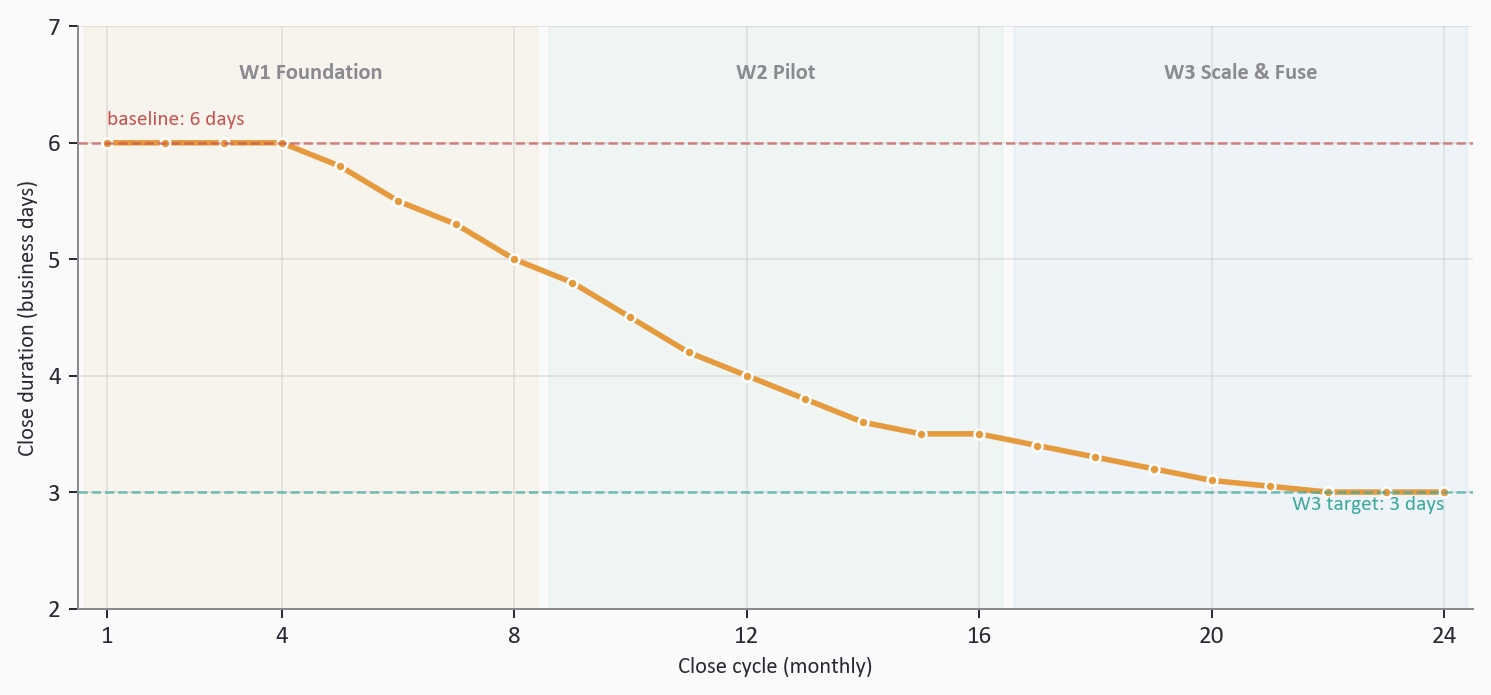 W1 Foundation
W2 Pilot
W3 Scale & Fuse
baseline: 6 days
W3 target: 3 days
7
6
5
4
3
2
Close duration (business days)
1
4
8
12
16
20
24
Close cycle (monthly)